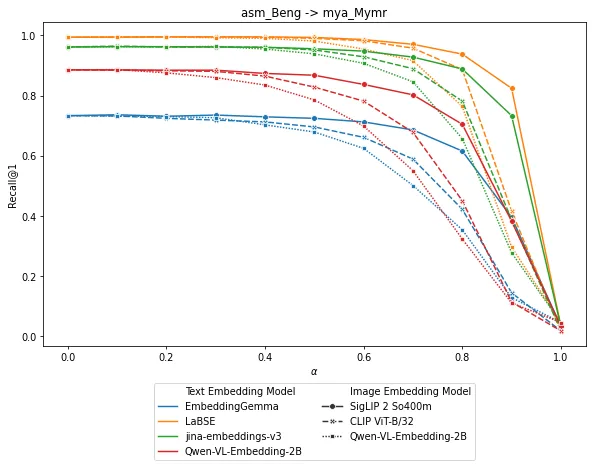 asm_Beng -> mya_Mymr
Recall@1
1.0
0.8
0.6
0.4
0.2
0.0
0.0 0.2 0.4 0.6 0.8 1.0
α
Text Embedding Model
EmbeddingGemma
LaBSE
jina-embeddings-v3
Qwen-VL-Embedding-2B
Image Embedding Model
SigLIP 2 So400m
CLIP ViT-B/32
Qwen-VL-Embedding-2B